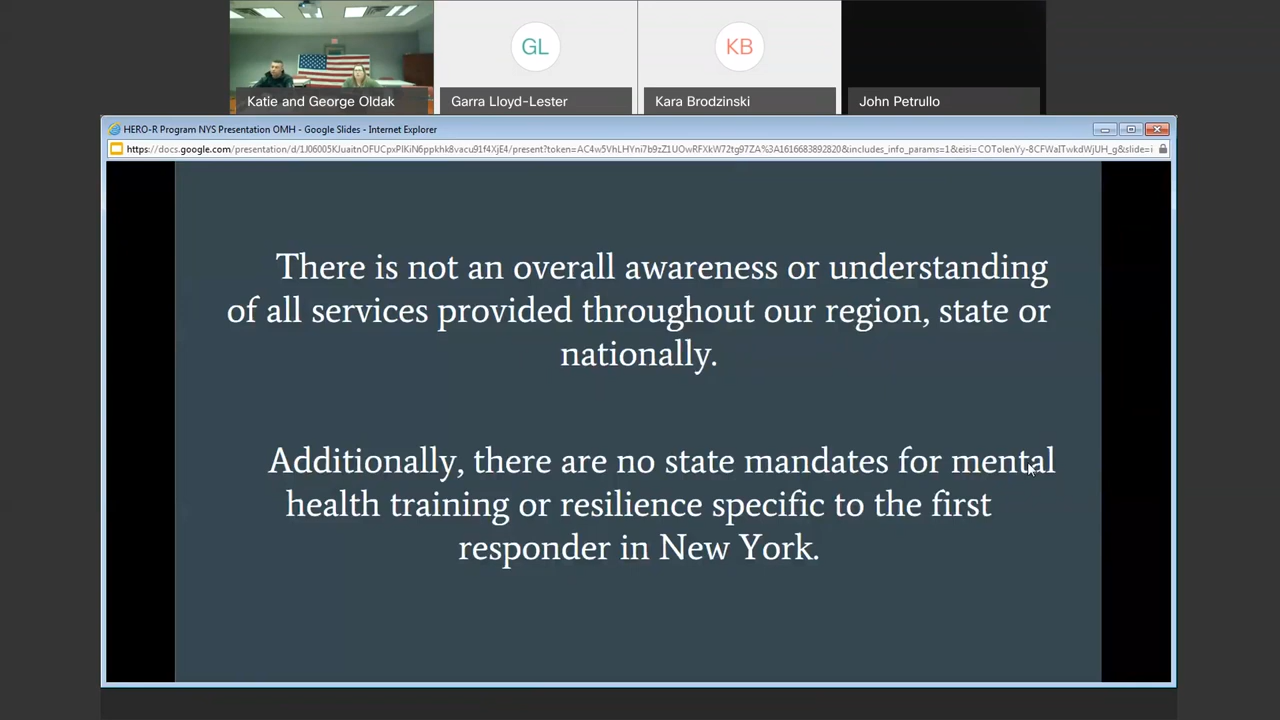 GL
KB
Katie and George Oldak
Garra Lloyd-Lester
Kara Brodzinski
John Petrullo
HERO-R Program NYS Presentation OMH - Google Slides - Internet Explorer
There is not an overall awareness or understanding
of all services provided throughout our region, state or
nationally.
Additionally, there are no state mandates for mental
health training or resilience specific to the first
responder in New York.